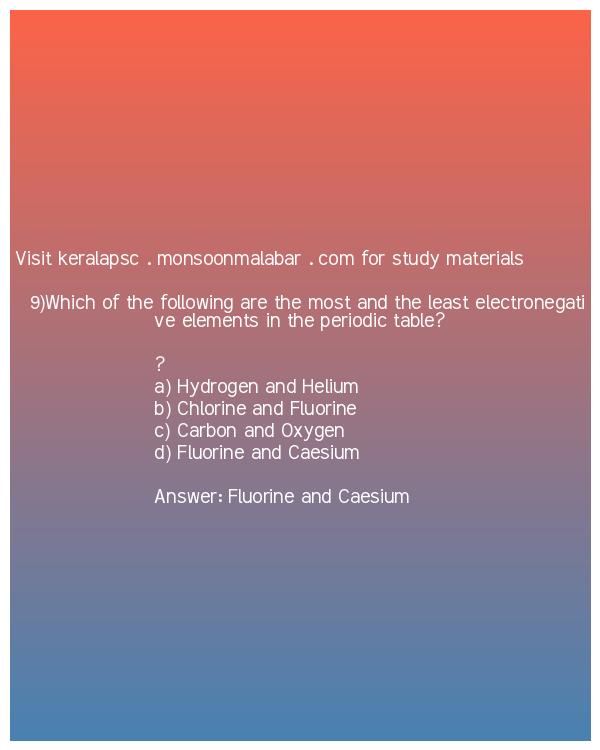 Visit keralapsc . monsoonmalabar . com for study materials
9)Which of the following are the most and the least electronegati
ve elements in the periodic table?
?
a) Hydrogen and Helium
b) Chlorine and Fluorine
c) Carbon and Oxygen
d) Fluorine and Caesium
Answer: Fluorine and Caesium